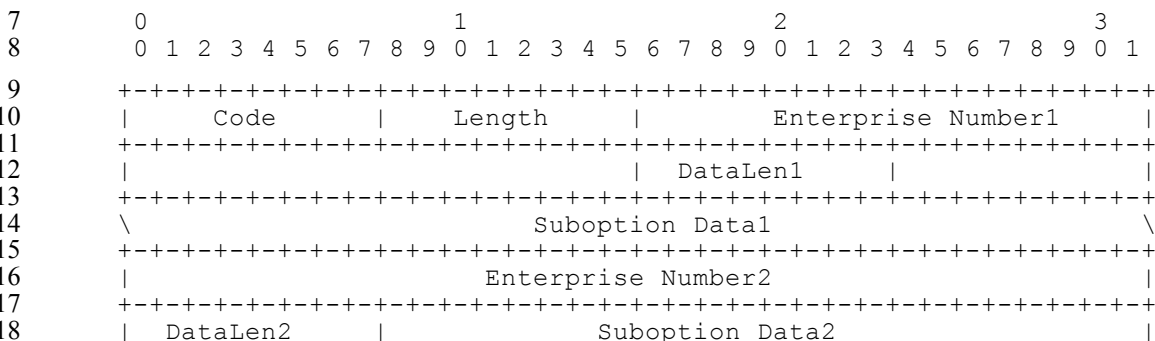 7 0 1 2 3
8 0 1 2 3 4 5 6 7 8 9 0 1 2 3 4 5 6 7 8 9 0 1 2 3 4 5 6 7 8 9 0 1
9 +-+-+-+-+-+-+-+-+-+-+-+-+-+-+-+-+-+-+-+-+-+-+-+-+-+-+-+-+-+-+-+-+
10 | Code | Length | Enterprise Number1 |
11 +-+-+-+-+-+-+-+-+-+-+-+-+-+-+-+-+-+-+-+-+-+-+-+-+-+-+-+-+-+-+-+-+
12 | | DataLen1 | |
13 +-+-+-+-+-+-+-+-+-+-+-+-+-+-+-+-+-+-+-+-+-+-+-+-+-+-+-+-+-+-+-+-+
14 \ Suboption Data1 \
15 +-+-+-+-+-+-+-+-+-+-+-+-+-+-+-+-+-+-+-+-+-+-+-+-+-+-+-+-+-+-+-+-+
16 | Enterprise Number2 |
17 +-+-+-+-+-+-+-+-+-+-+-+-+-+-+-+-+-+-+-+-+-+-+-+-+-+-+-+-+-+-+-+-+
18 | DataLen2 | Suboption Data2 |